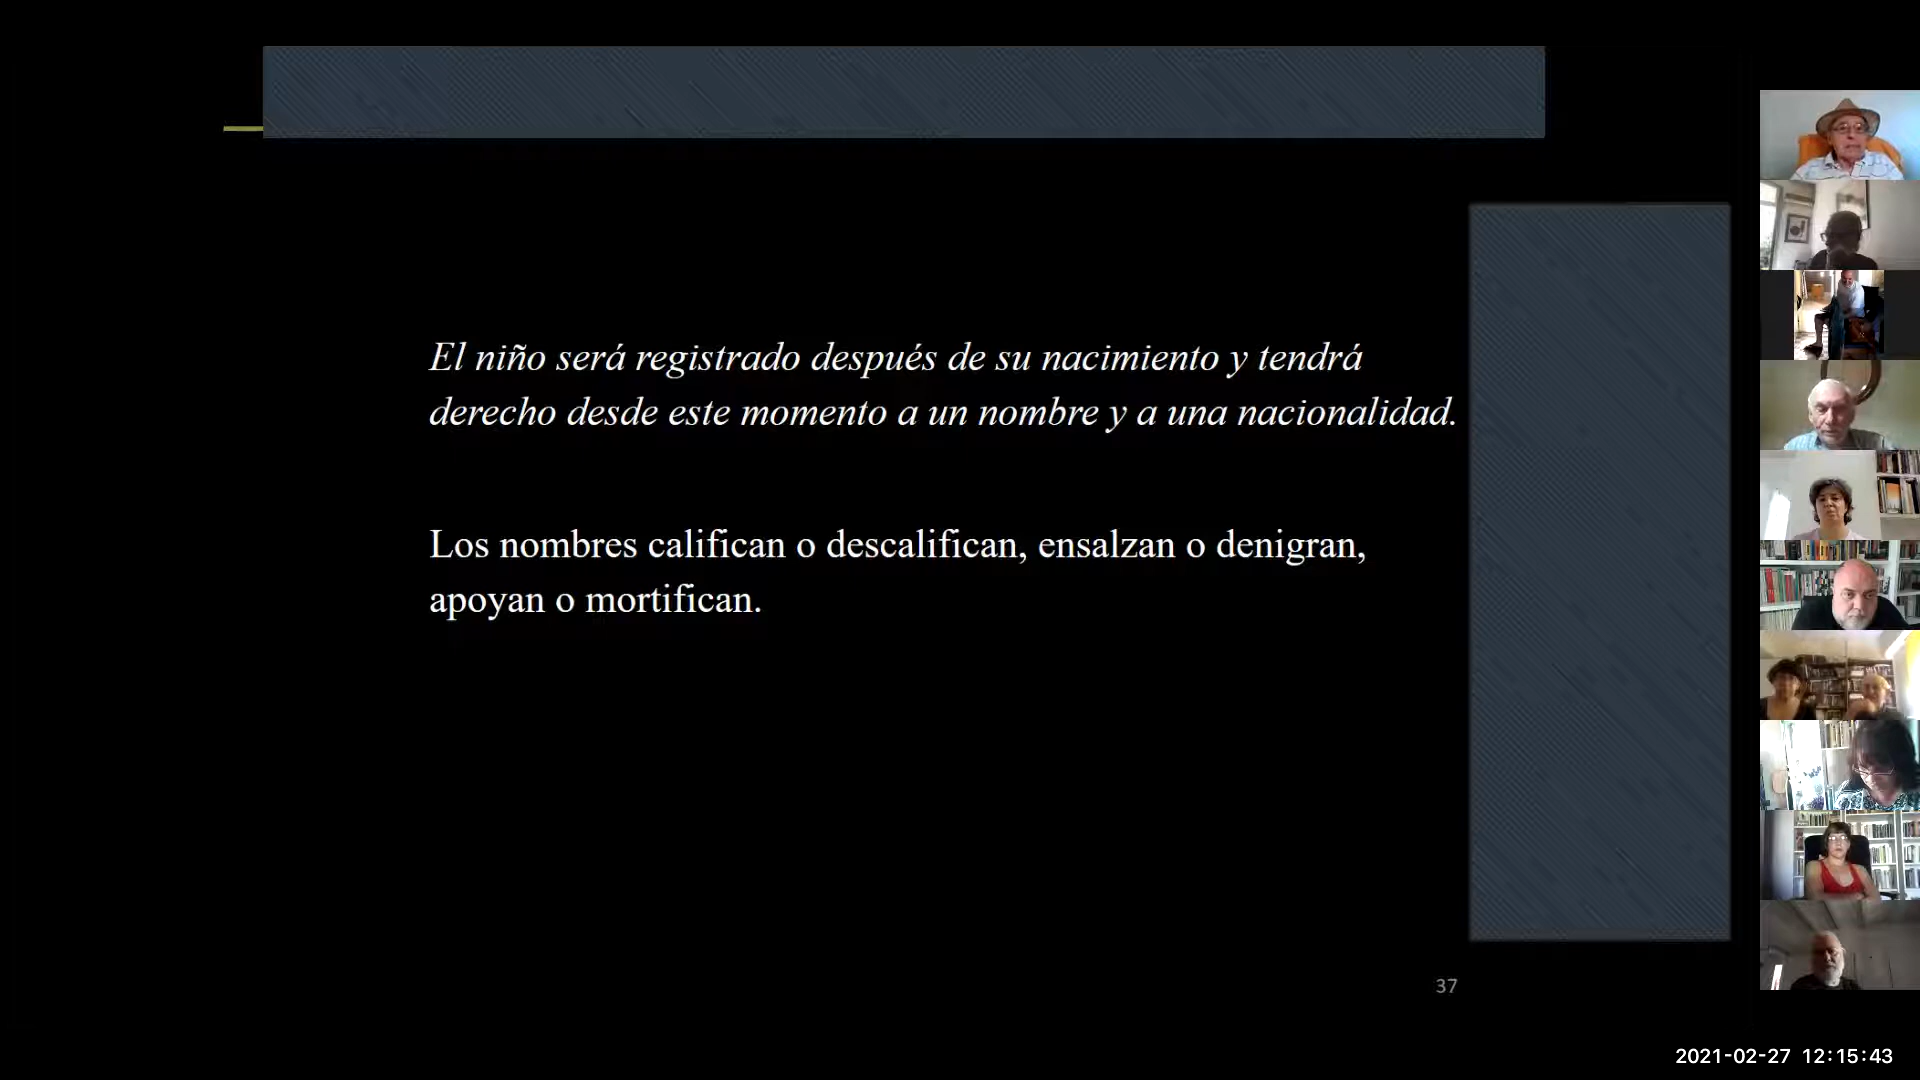 El niño será registrado después de su nacimiento y tendrá
derecho desde este momento a un nombre y a una nacionalidad.
Los nombres califican o descalifican, ensalzan o denigran,
apoyan o mortifican.
37
2021-02-27 12:15:43